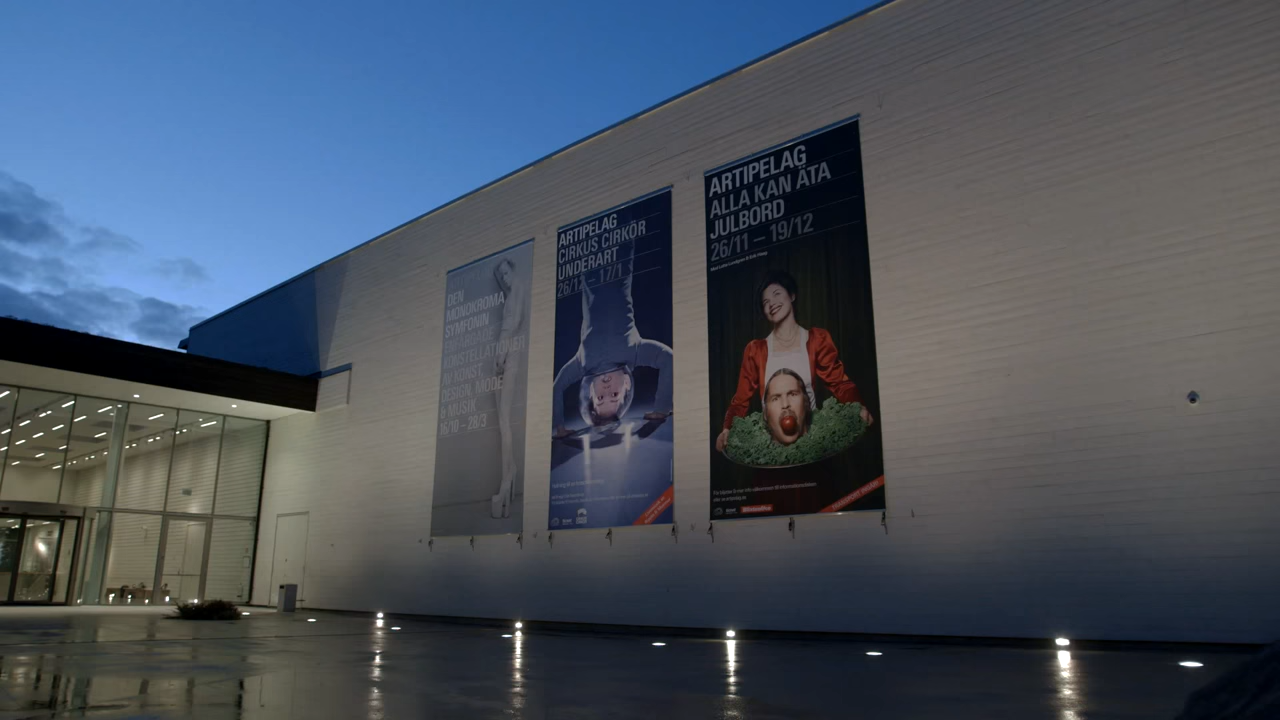 DEN
MONOKROMA
SYMFONIN
KONSTELLATIONER
AV KONST,
DESIGN, MODE
& MUSIK
16/10 – 28/3
ARTIPELAG
CIRKUS CIRKÖR
UNDERART
26/12 – 17/1
ARTIPELAG
ALLA KAN ÄTA
JULBORD
26/11 – 19/12